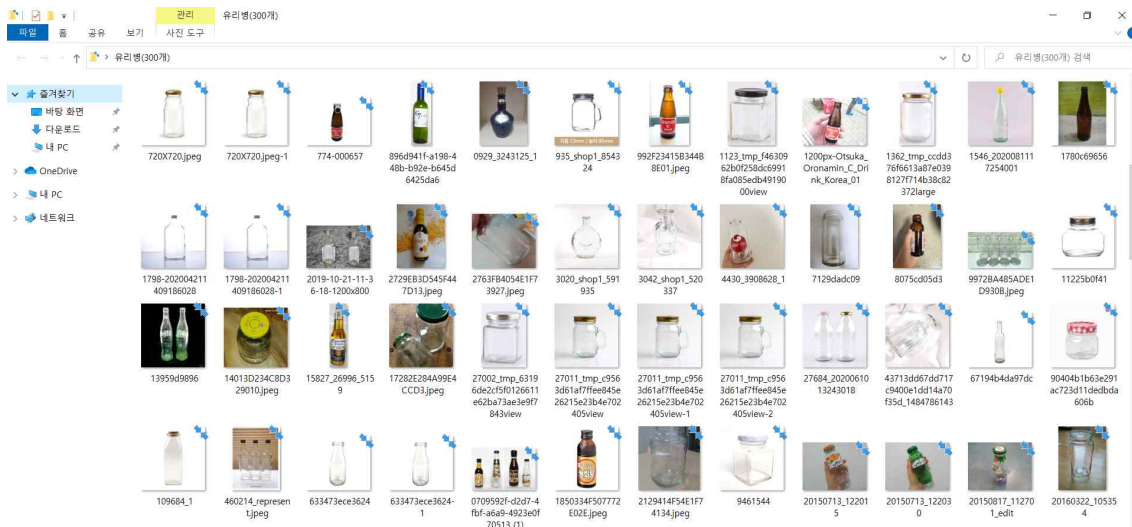 관리
유리병(300개)
파일
홈
공유
보기
사진 도구
유리병(300개)
유리병(300개) 검색
즐겨찾기
바탕 화면
다운로드
내 PC
OneDrive
내 PC
네트워크
720X720.jpeg
720X720.jpeg-1
774-000657
896d941f-a198-4
48b-b92e-b645d
6425da6
0929_3243125_1
935_shop1_8543
24
992F23415B344B
8E01.jpeg
1123_tmp_f46309
62b0f258dc6991
8fa085edb49190
00view
1200px-Otsuka_
Oronamin_C_Dri
nk_Korea_01
1362_tmp_ccdd3
76f6613a87e039
8127f714b38c82
372large
1546_202008111
7254001
1780c69656
1798-202004211
409186028
1798-202004211
409186028-1
2019-10-21-11-3
6-18-1200x800
2729EB3D545F44
7D13.jpeg
2763FB4054E1F7
3927.jpeg
3020_shop1_591
935
3042_shop1_520
337
4430_3908628_1
7129dadc09
8075cd05d3
9972BA485ADE1
D930B.jpeg
11225b0f41
13959d9896
14013D234C8D3
29010.jpeg
15827_26996_515
9
17282E284A99E4
CCD3.jpeg
27002_tmp_6319
6de2cf5f0126611
e62ba73ae3e9f7
843view
27011_tmp_c956
3d61af7ffee845e
26215e23b4e702
405view
27011_tmp_c956
3d61af7ffee845e
26215e23b4e702
405view-1
27011_tmp_c956
3d61af7ffee845e
26215e23b4e702
405view-2
27684_20200610
13243018
43713dd67dd717
c9400e1dd14a70
f35d_1484786143
67194b4da97dc
90404b1b63e291
ac723d11dedbda
606b
109684_1
460214_represen
t.jpeg
633473ece3624
633473ece3624-
1
0709592f-d2d7-4
fbf-a6a9-4923e0f
70513 (1)
1850334F507772
E02E.jpeg
2129414F54E1F7
4134.jpeg
9461544
20150713_12201
5
20150713_12203
0
20150817_11270
1_edit
20160322_10535
4